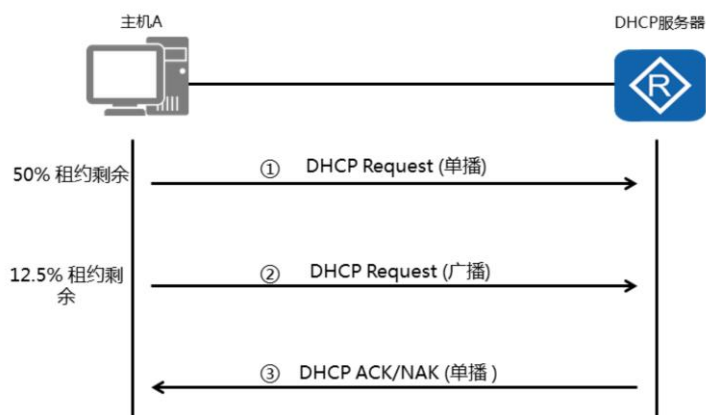 主机A
DHCP服务器
R
50% 租约剩余
① DHCP Request (单播)
12.5% 租约剩
余
② DHCP Request (广播)
③ DHCP ACK/NAK (单播 )